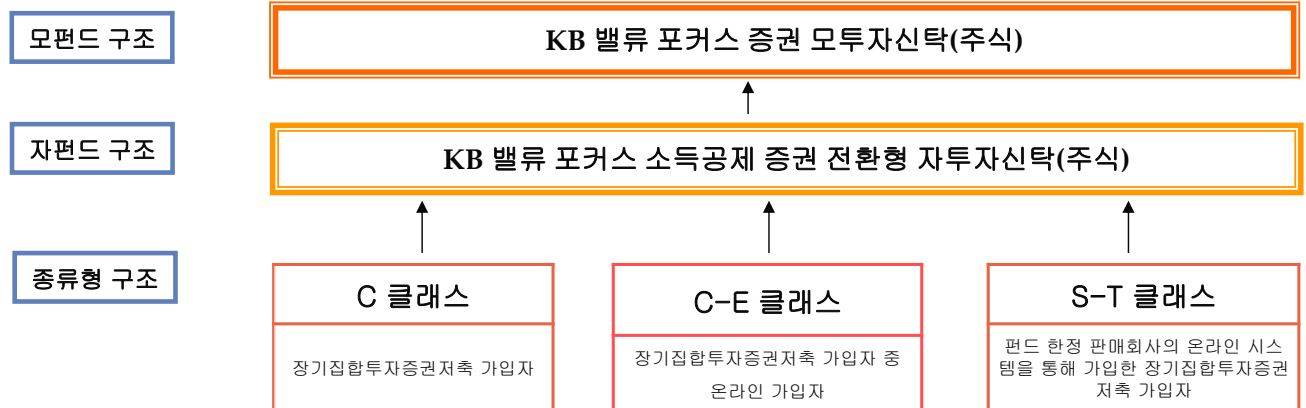 모펀드 구조
KB 밸류 포커스 증권 모투자신탁(주식)
자펀드 구조
KB 밸류 포커스 소득공제 증권 전환형 자투자신탁(주식)
종류형 구조
C 클래스
장기집합투자증권저축 가입자
C-E 클래스
장기집합투자증권저축 가입자 중
온라인 가입자
S-T 클래스
펀드 한정 판매회사의 온라인 시스
템을 통해 가입한 장기집합투자증권
저축 가입자